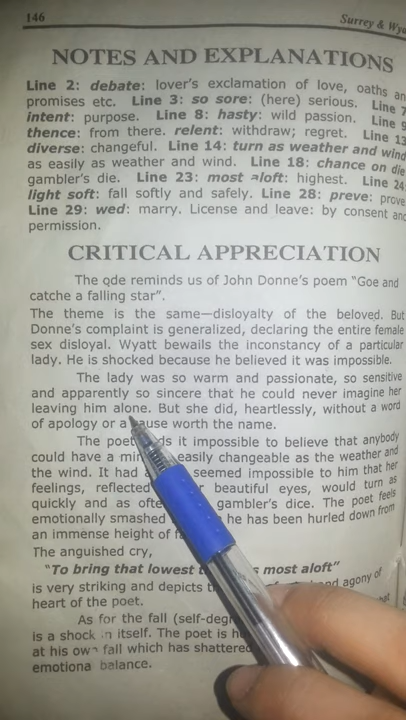 146
Surrey & Wya
NOTES AND EXPLANATIONS
Line 2: debate: lover's exclamation of love, oaths an
promises etc. Line 3: so sore: (here) serious. Line 7
intent: purpose. Line 8: hasty: wild passion. Line 9
thence: from there. relent: withdraw; regret. Line 13
diverse: changeful. Line 14: turn as weather and wind
as easily as weather and wind. Line 18: chance on die
gambler's die. Line 23: most aloft: highest. Line 24
light soft: fall softly and safely. Line 28: preve: prove
Line 29: wed: marry. License and leave: by consent and
permission.
CRITICAL APPRECIATION
The ode reminds us of John Donne's poem "Goe and
catche a falling star".
The theme is the same—disloyalty of the beloved. But
Donne's complaint is generalized, declaring the entire female
sex disloyal. Wyatt bewails the inconstancy of a particular
lady. He is shocked because he believed it was impossible.
The lady was so warm and passionate, so sensitive
and apparently so sincere that he could never imagine her
leaving him alone. But she did, heartlessly, without a word
of apology or a ause worth the name.
The poet ds it impossible to believe that anybody
could have a min easily changeable as the weather and
the wind. It had seemed impossible to him that her
feelings, reflected beautiful eyes, would turn as
quickly and as ofte gambler's dice. The poet feels
emotionally smashed he has been hurled down from
an immense height of
The anguished cry,
"To bring that lowest most aloft"
is very striking and depicts and agony of
heart of the poet.
As for the fall (self-degr
is a shock in itself. The poet is
at his own fall which has shattered
emotiona balance.